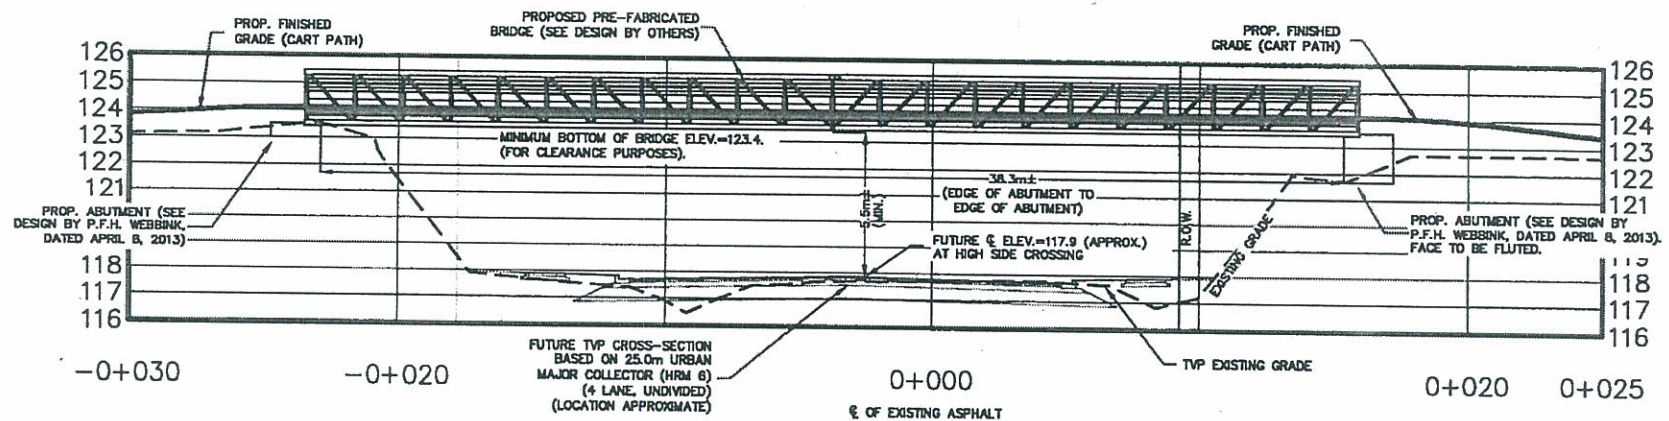 PROP. FINISHED
GRADE (CART PATH)
PROPOSED PRE-FABRICATED
BRIDGE (SEE DESIGN BY OTHERS)
PROP. FINISHED
GRADE (CART PATH)
126
125
124
123
122
121
118
117
116
126
125
124
123
122
121
119
118
117
116
MINIMUM BOTTOM OF BRIDGE ELEV.=123.4.
(FOR CLEARANCE PURPOSES).
38.3m±
(EDGE OF ABUTMENT TO
EDGE OF ABUTMENT)
5.5m±
(MIN.)
R.O.W.
EXISTING GRADE
PROP. ABUTMENT (SEE
DESIGN BY P.F.H. WEBBINK,
DATED APRIL 8, 2013)
PROP. ABUTMENT (SEE DESIGN BY
P.F.H. WEBBINK, DATED APRIL 8, 2013).
FACE TO BE FLUTED.
FUTURE ℄ ELEV.=117.9 (APPROX.)
AT HIGH SIDE CROSSING
FUTURE TYP CROSS-SECTION
BASED ON 25.0m URBAN
MAJOR COLLECTOR (HRM 6)
(4 LANE, UNDIVIDED)
(LOCATION APPROXIMATE)
TYP EXISTING GRADE
-0+030
-0+020
0+000
0+020
0+025
℄ OF EXISTING ASPHALT